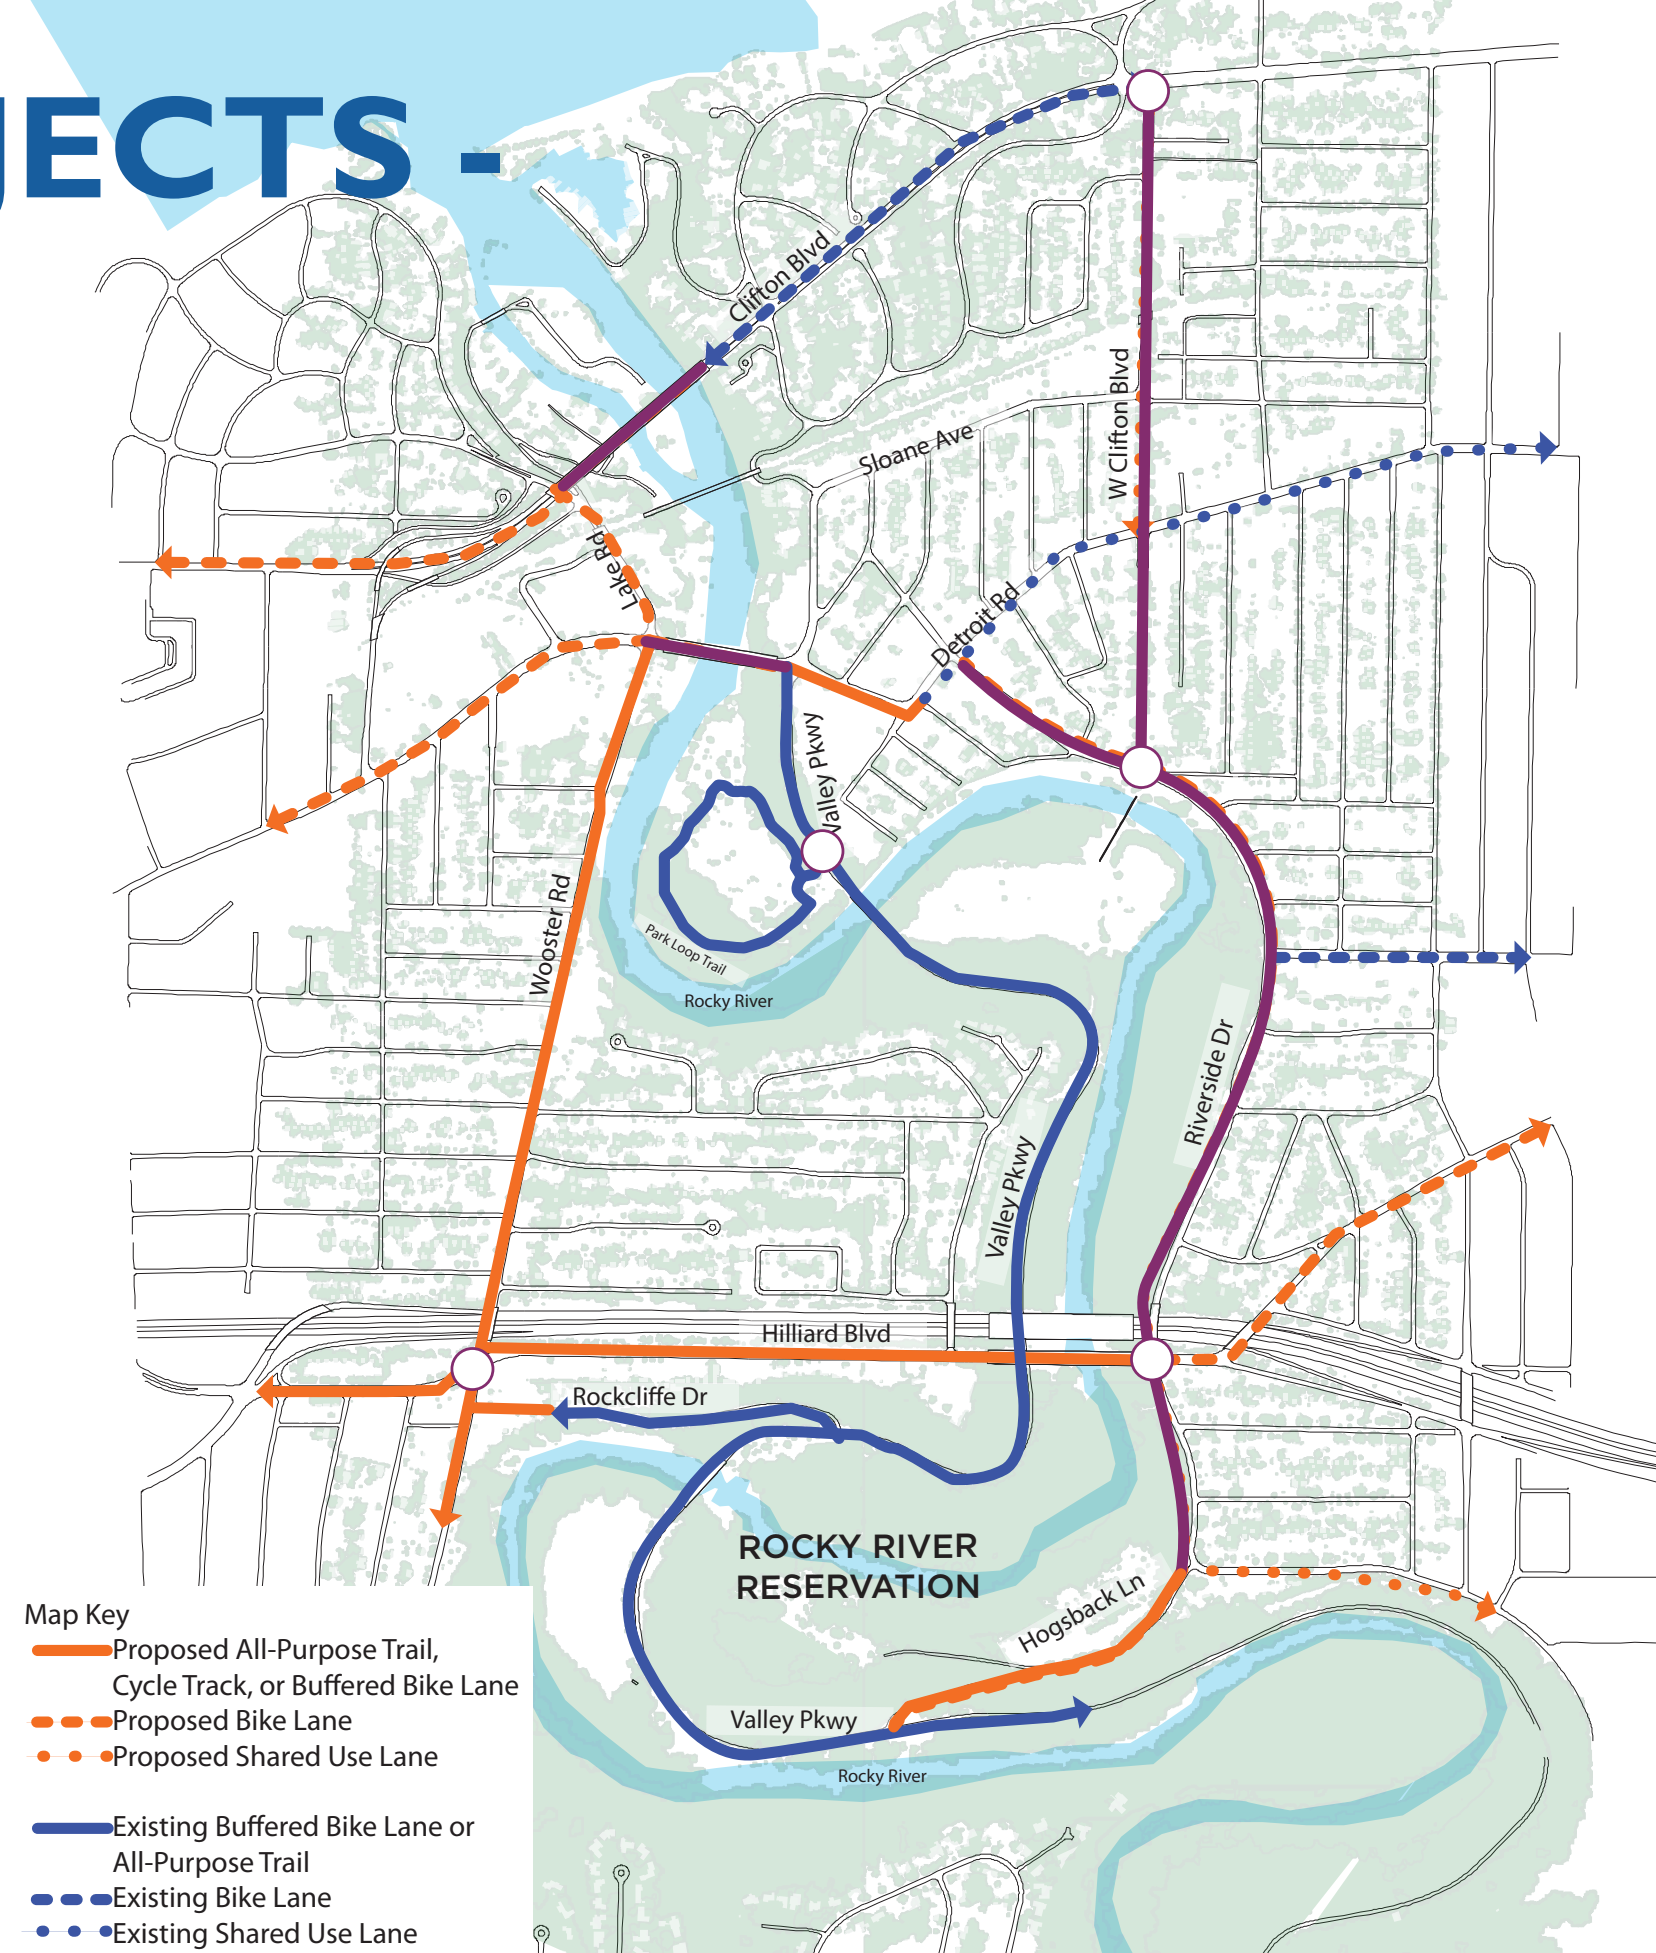 JECTS -
Clifton Blvd
W Clifton Blvd
Sloane Ave
Lake Rd
Detroit Rd
Valley Pkwy
Wooster Rd
Park Loop Trail
Rocky River
Riverside Dr
Valley Pkwy
Hilliard Blvd
Rockcliffe Dr
ROCKY RIVER
RESERVATION
Hogsback Ln
Valley Pkwy
Rocky River
Map Key
Proposed All-Purpose Trail,
Cycle Track, or Buffered Bike Lane
Proposed Bike Lane
Proposed Shared Use Lane
Existing Buffered Bike Lane or
All-Purpose Trail
Existing Bike Lane
Existing Shared Use Lane